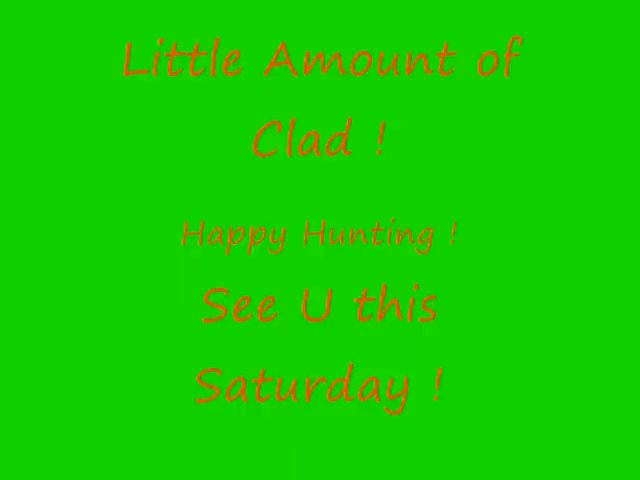 Little Amount of
Clad !
Happy Hunting !
See U this
Saturday !